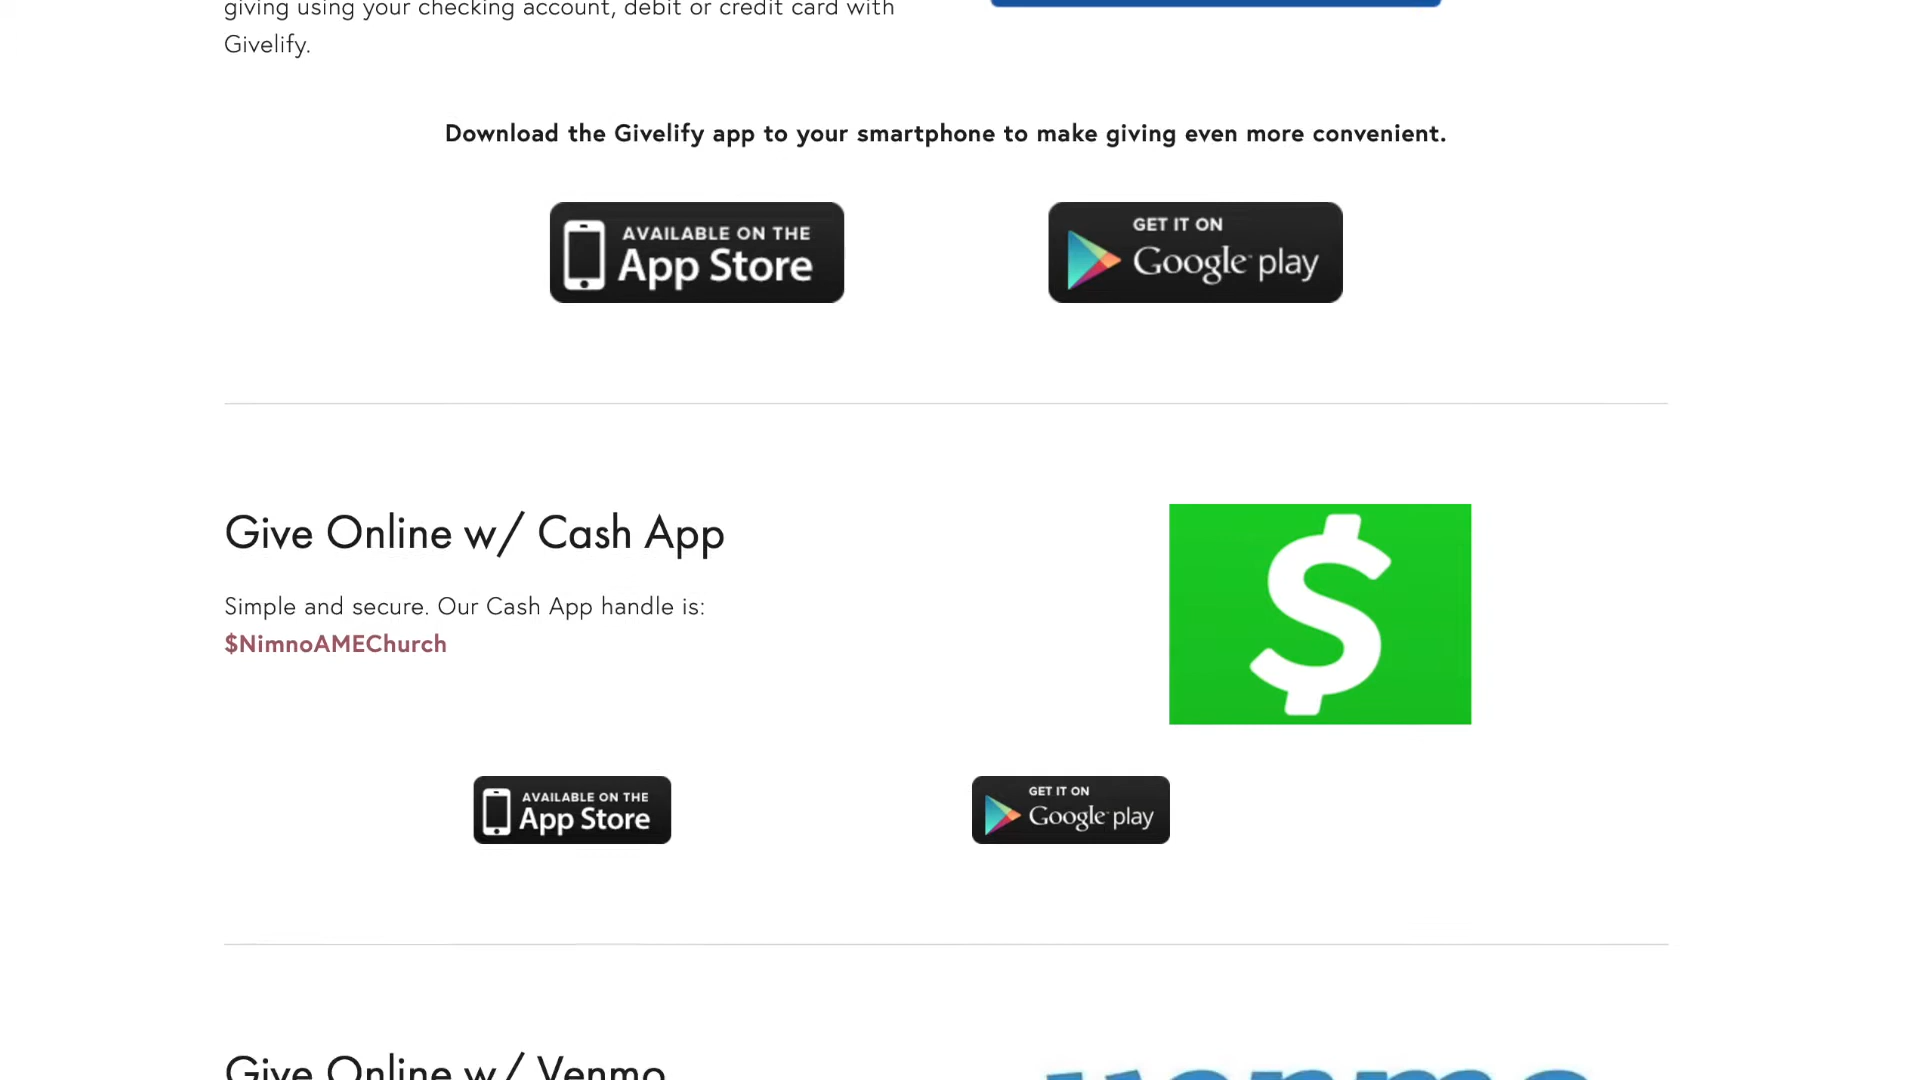 giving using your checking account, debit or credit card with
Givelify.
Download the Givelify app to your smartphone to make giving even more convenient.
AVAILABLE ON THE
App Store
GET IT ON
Google play
Give Online w/ Cash App
Simple and secure. Our Cash App handle is:
$NimnoAMEChurch
$
AVAILABLE ON THE
App Store
GET IT ON
Google play
Give Online w/ Venmo
venmo